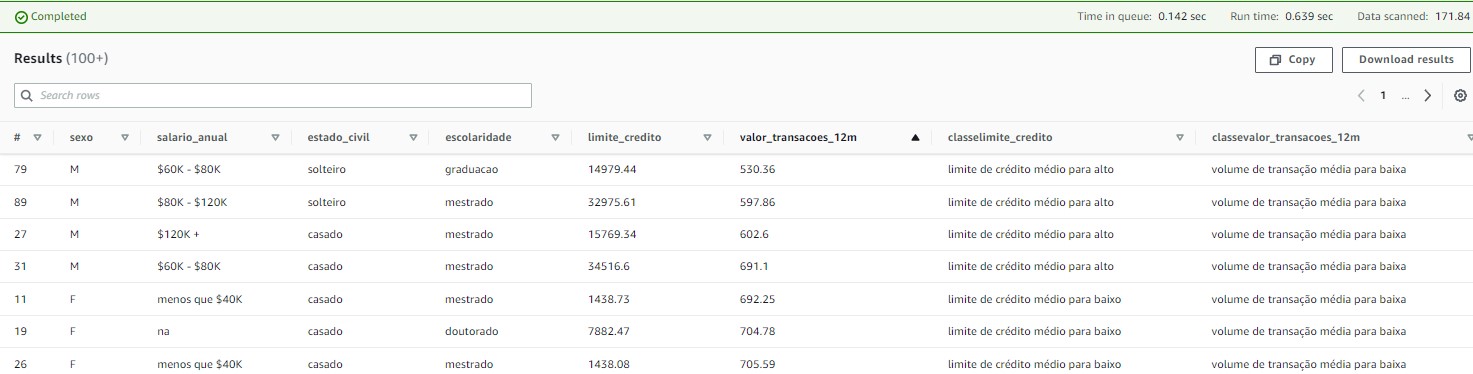 Completed Time in queue: 0.142 sec Run time: 0.639 sec Data scanned: 171.84
Results (100+) Copy Download results
Search rows 1 ...
# sexo salario_anual estado_civil escolaridade limite_credito valor_transacoes_12m classelimite_credito classevalor_transacoes_12m
79 M $60K - $80K solteiro graduacao 14979.44 530.36 limite de crédito médio para alto volume de transação média para baixa
89 M $80K - $120K solteiro mestrado 32975.61 597.86 limite de crédito médio para alto volume de transação média para baixa
27 M $120K + casado mestrado 15769.34 602.6 limite de crédito médio para alto volume de transação média para baixa
31 M $60K - $80K casado mestrado 34516.6 691.1 limite de crédito médio para alto volume de transação média para baixa
11 F menos que $40K casado mestrado 1438.73 692.25 limite de crédito médio para baixo volume de transação média para baixa
19 F na casado doutorado 7882.47 704.78 limite de crédito médio para baixo volume de transação média para baixa
26 F menos que $40K casado mestrado 1438.08 705.59 limite de crédito médio para baixo volume de transação média para baixa